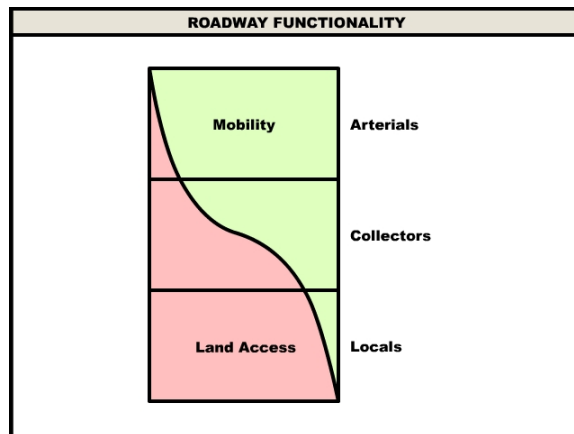 ROADWAY FUNCTIONALITY
Mobility
Arterials
Collectors
Land Access
Locals